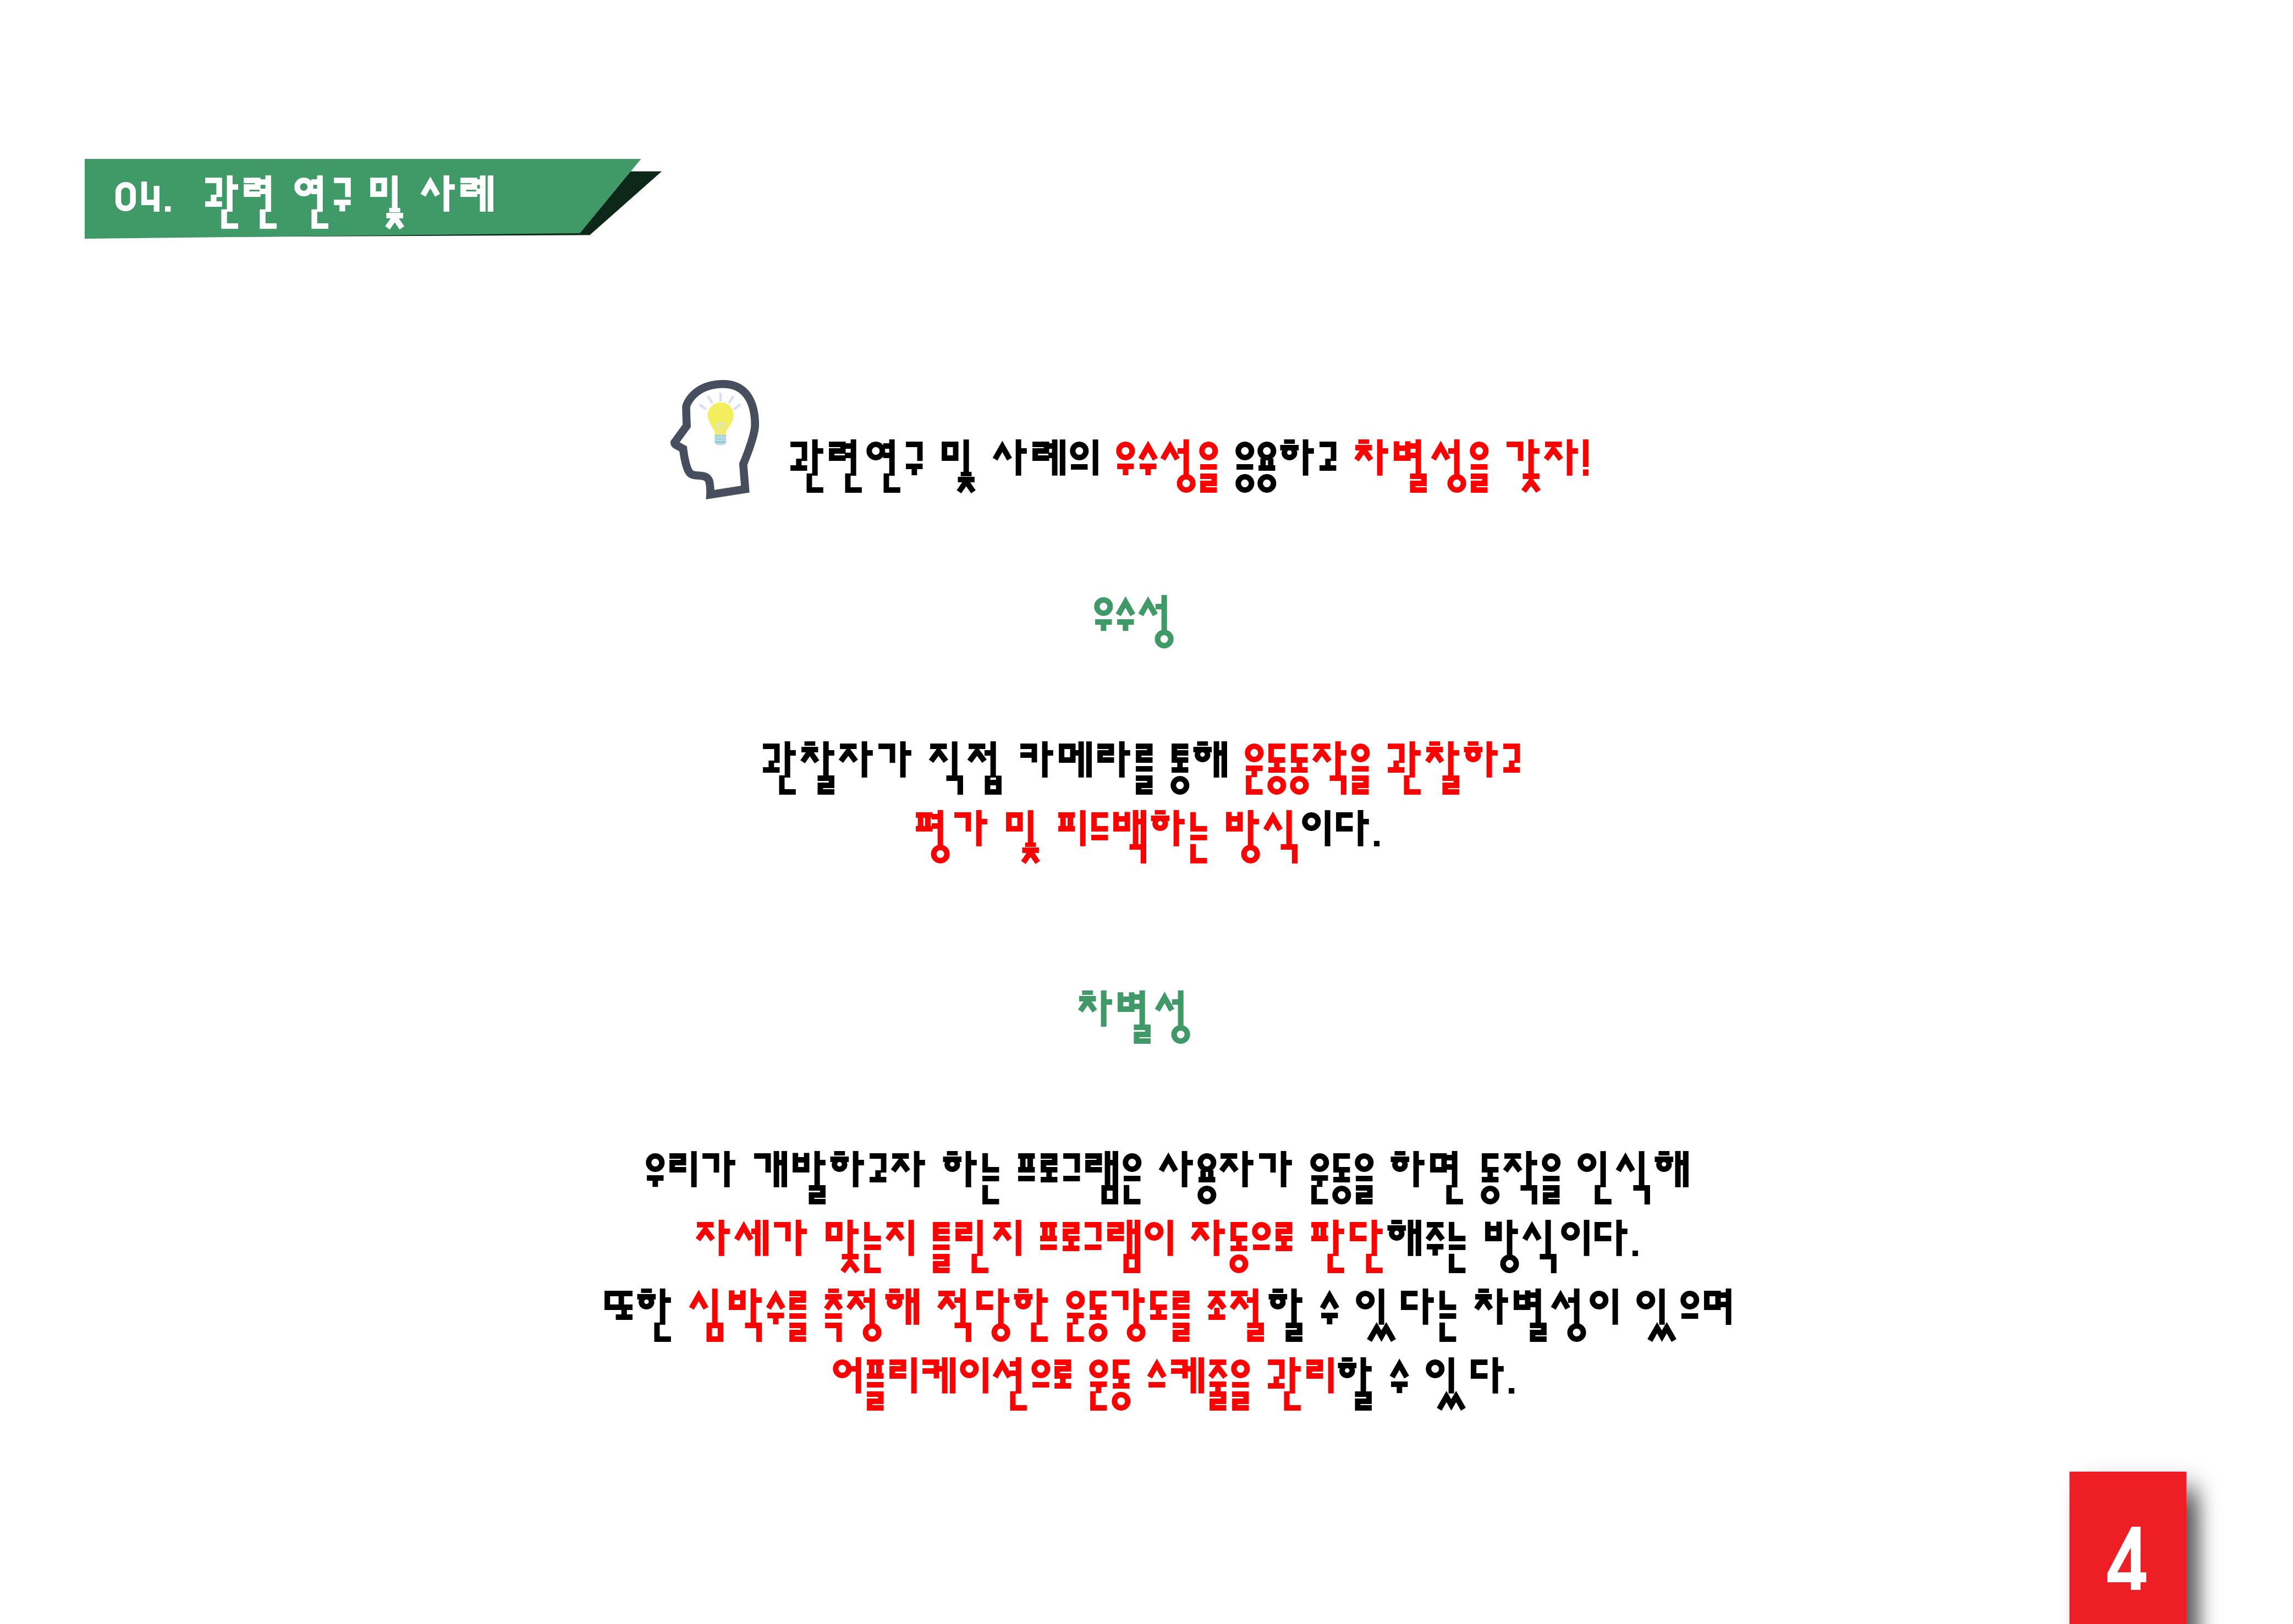 04. 관련 연구 및 사례
관련연구 및 사례의 우수성을 응용하고 차별성을 갖자!
우수성
관찰자가 직접 카메라를 통해 운동동작을 관찰하고
평가 및 피드백하는 방식이다.
차별성
우리가 개발하고자 하는 프로그램은 사용자가 운동을 하면 동작을 인식해
자세가 맞는지 틀린지 프로그램이 자동으로 판단해주는 방식이다.
또한 심박수를 측정해 적당한 운동강도를 조절할 수 있다는 차별성이 있으며
어플리케이션으로 운동 스케줄을 관리할 수 있다.
4